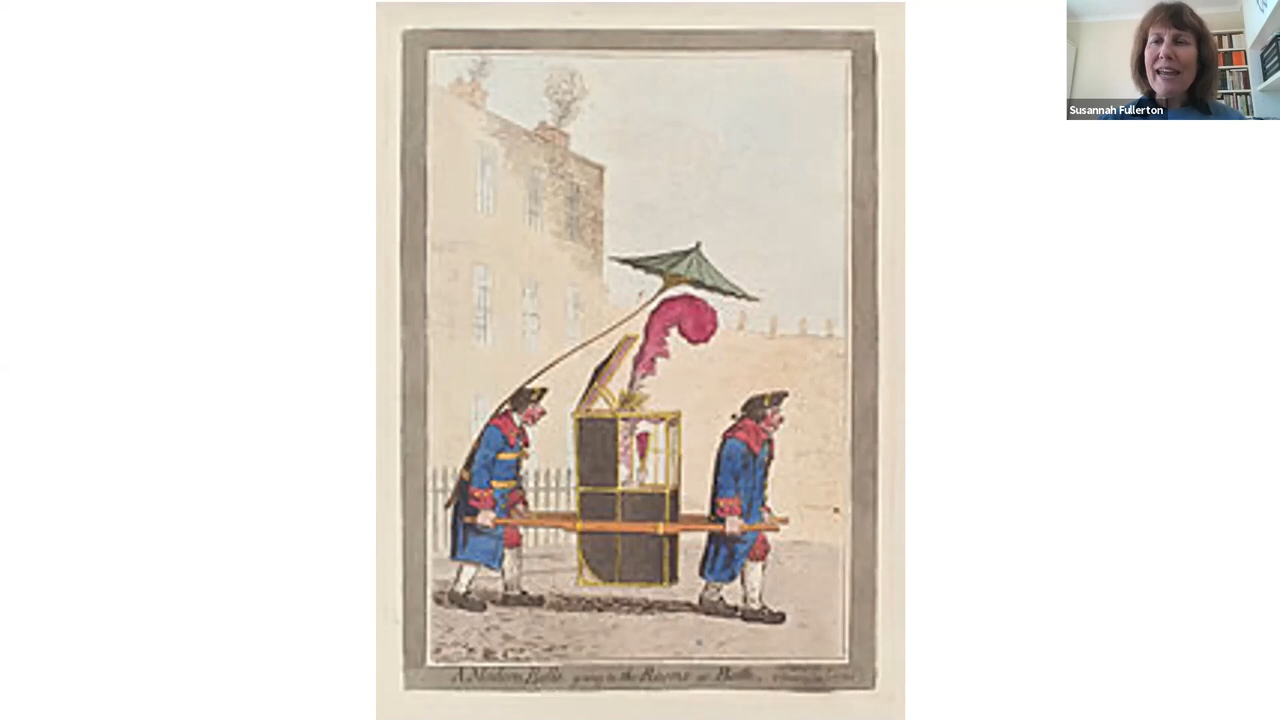 Susannah Fullerton
A Modern Belle going to the Rooms at Bath.